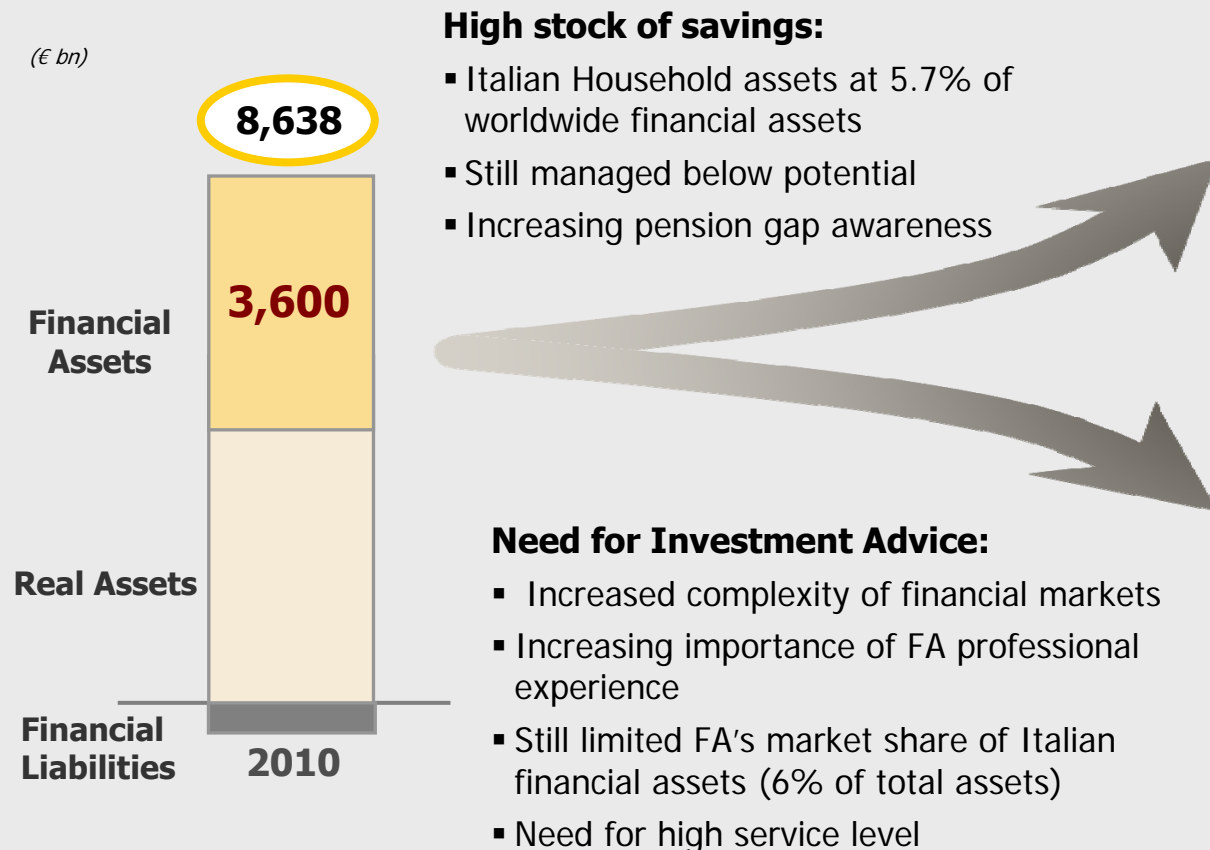 (€ bn)
8,638
3,600
Financial
Assets
Real Assets
Financial
Liabilities
2010
High stock of savings:
▪ Italian Household assets at 5.7% of
worldwide financial assets
▪ Still managed below potential
▪ Increasing pension gap awareness
Need for Investment Advice:
▪ Increased complexity of financial markets
▪ Increasing importance of FA professional
experience
▪ Still limited FA's market share of Italian
financial assets (6% of total assets)
▪ Need for high service level